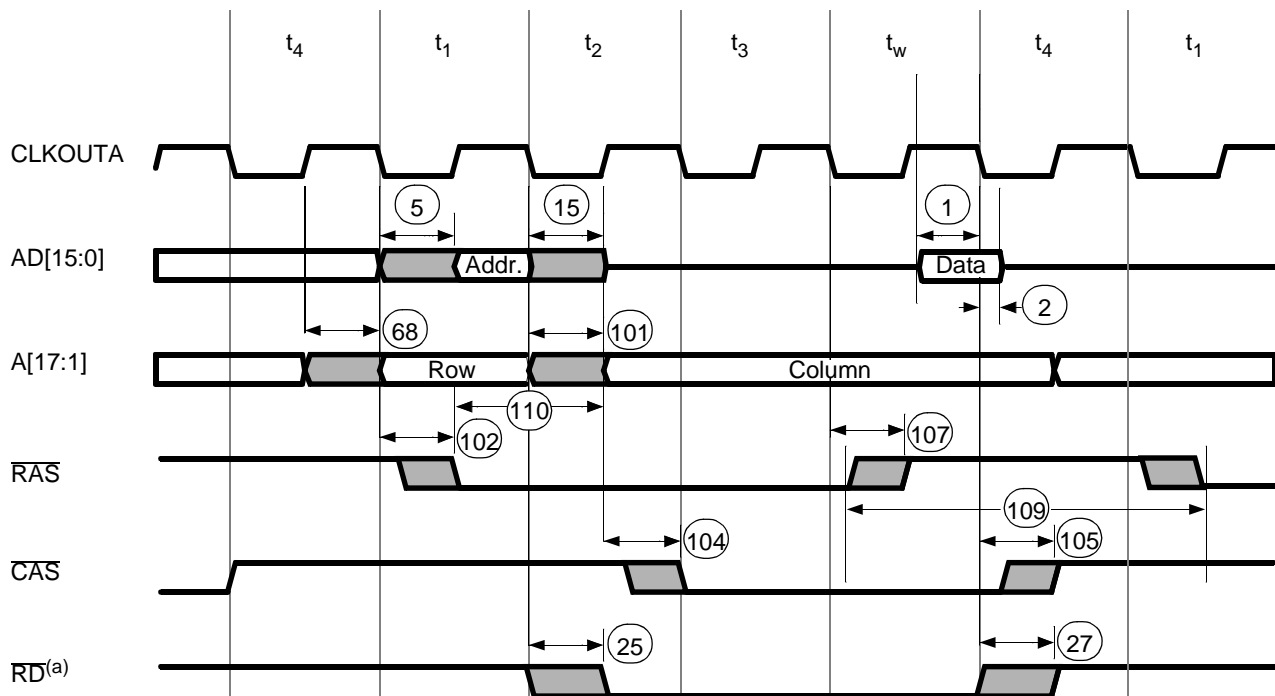 t4 t1 t2 t3 tw t4 t1
CLKOUTA
5 15 1
AD[15:0] Addr. Data
2
68 101
A[17:1] Row Column
110
102 107
RAS
109
104 105
CAS
25 27
RD(a)